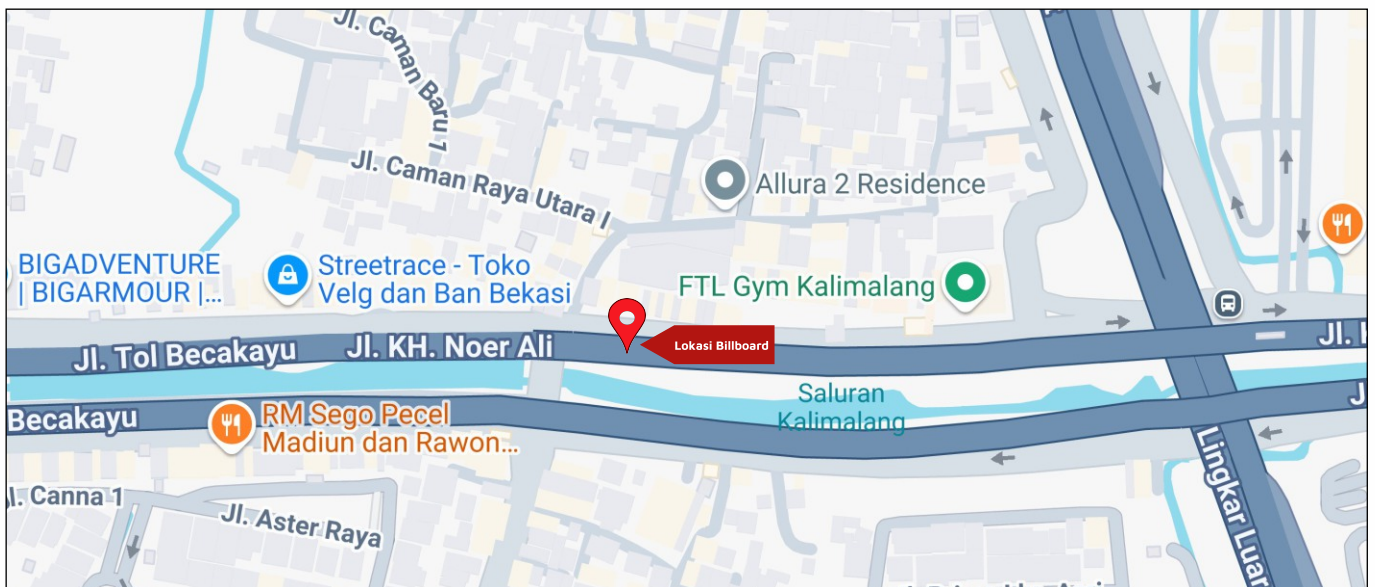 Jl. Caman Baru 1
Jl. Caman Raya Utara I
Allura 2 Residence
BIGADVENTURE
| BIGARMOUR |...
Streetrace - Toko
Velg dan Ban Bekasi
FTL Gym Kalimalang
Jl. Tol Becakayu
Jl. KH. Noer Ali
Lokasi Billboard
Jl.
Saluran
Kalimalang
Becakayu
RM Sego Pecel
Madiun dan Rawon...
Lingkar Luar
Jl. Canna 1
Jl. Aster Raya